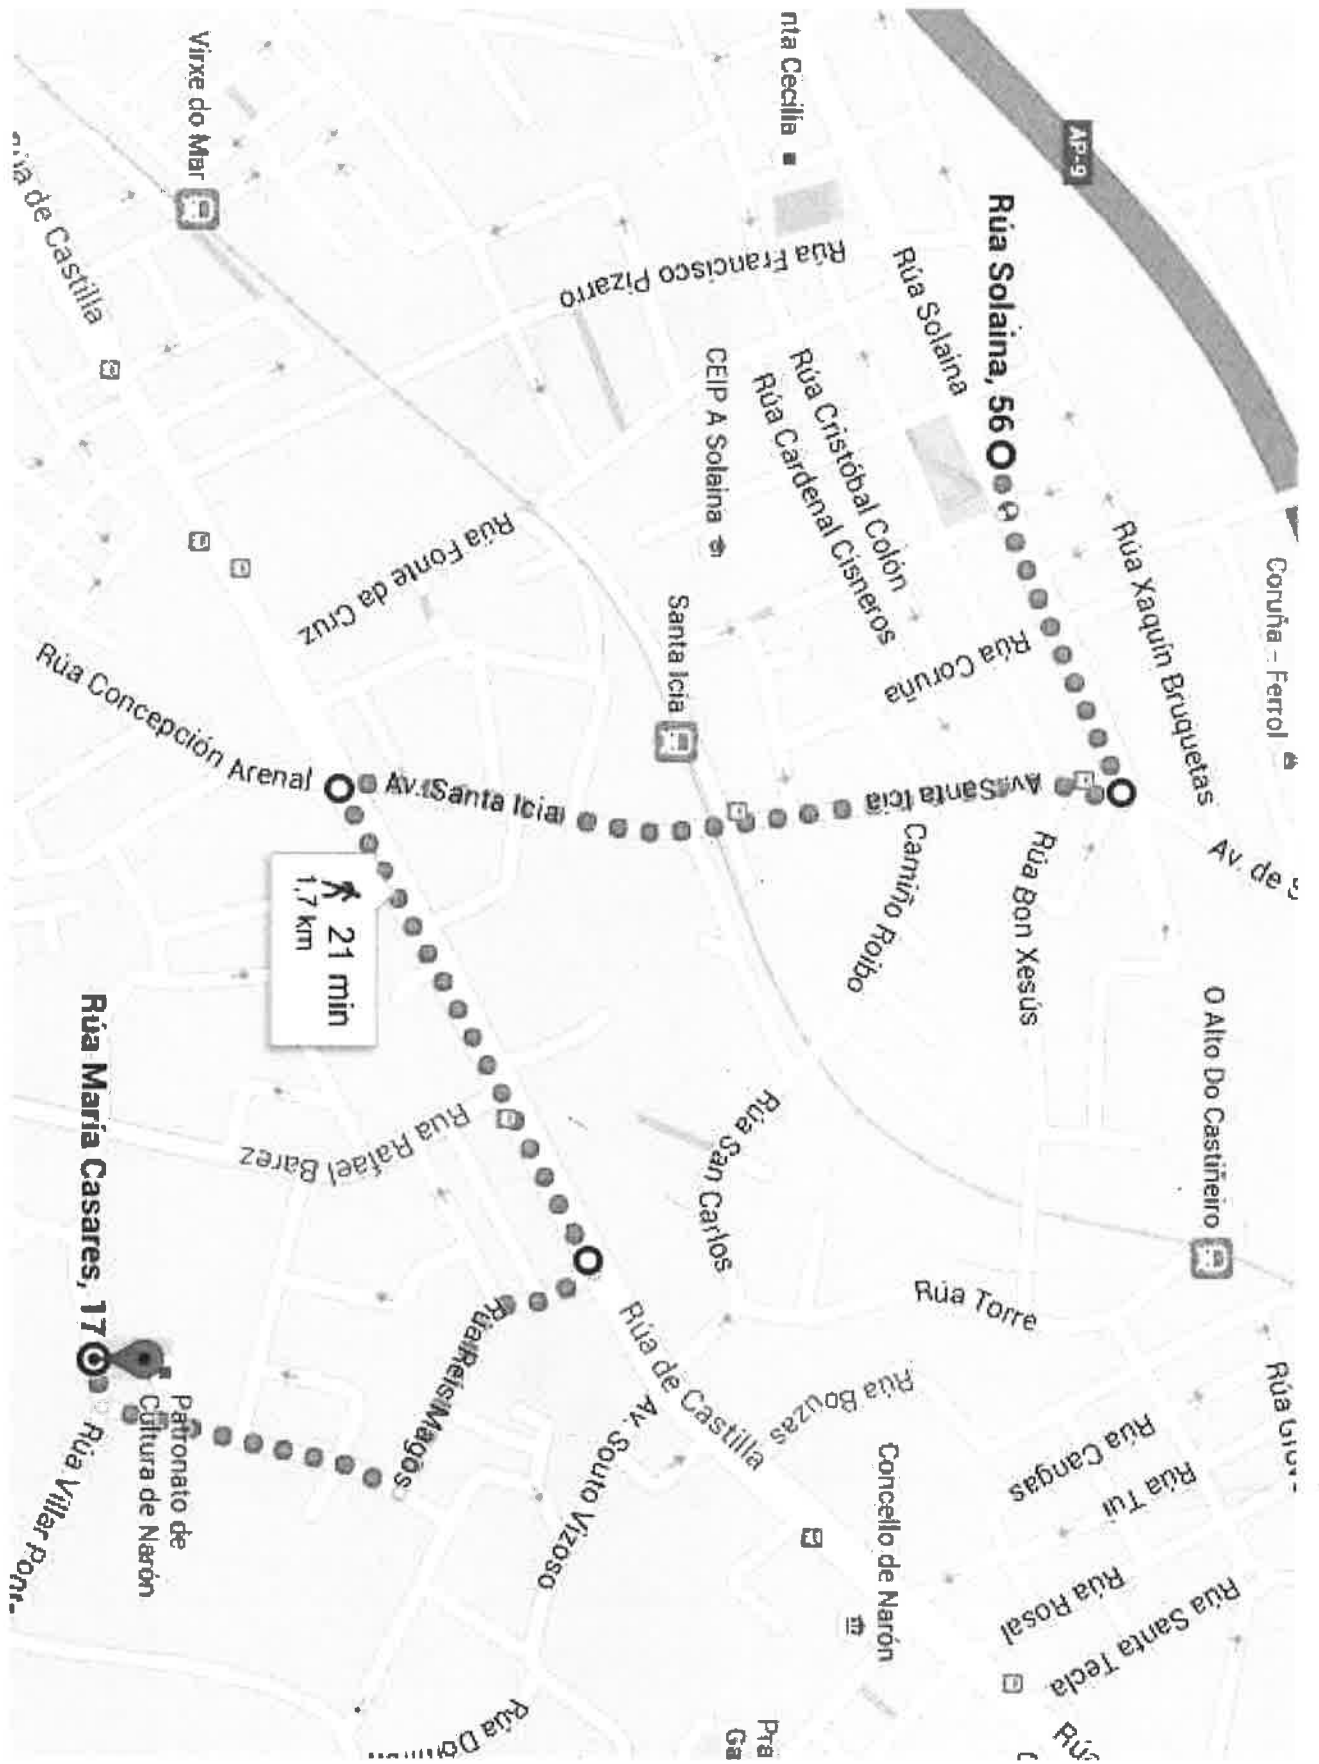 AP-9
Coruña – Ferrol
Rúa Xaquín Bruquetas
Av. de
O Alto Do Castiñeiro
Rúa Solaina, 56
Rúa Solaina
Rúa Coruña
Rúa Bon Xesús
Av. Santa Icia
Camiño Roibo
Rúa Cristóbal Colón
Rúa Cardenal Cisneros
nta Cecilia
Rúa Francisco Pizarro
CEIP A Solaina
Santa Icia
Rúa Torre
Rúa San Carlos
Rúa Bouzas
Rúa Cangas
Rúa Tui
Rúa Rosal
Rúa Santa Tecla
Rúa
Concello de Narón
Rúa de Castilla
Av. Souto Vizoso
Rúa Fonte da Cruz
Av. Santa Icia
Virxe do Mar
de Castilla
Rúa Concepción Arenal
21 min
1,7 km
Rúa Rafael Barez
Rúa Reis Magos
Rúa María Casares, 17
Patronato de
Cultura de Narón
Rúa Villar
Pra
Ga